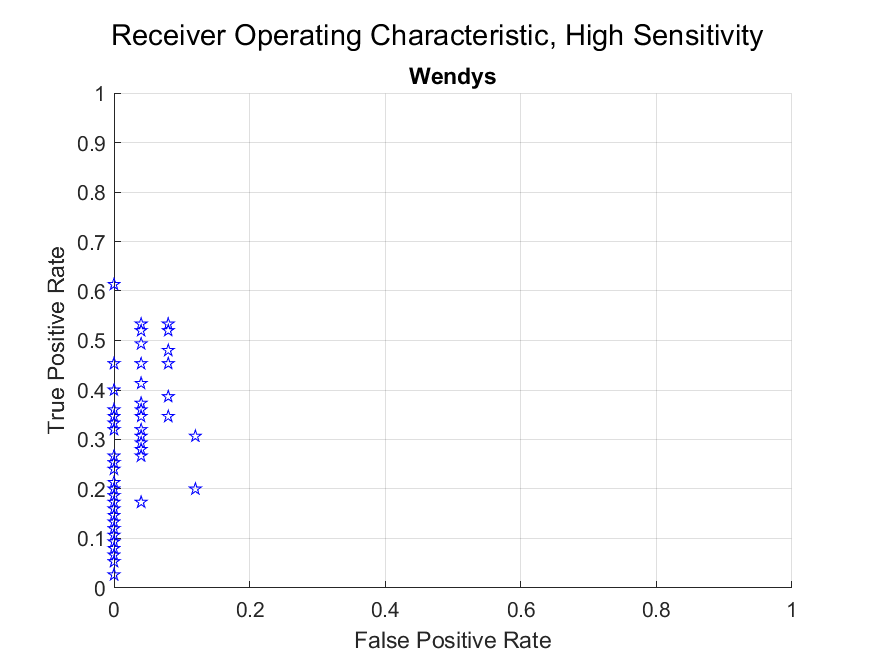 Receiver Operating Characteristic, High Sensitivity
Wendys
1
0.9
0.8
0.7
0.6
0.5
0.4
0.3
0.2
0.1
0
True Positive Rate
0 0.2 0.4 0.6 0.8 1
False Positive Rate